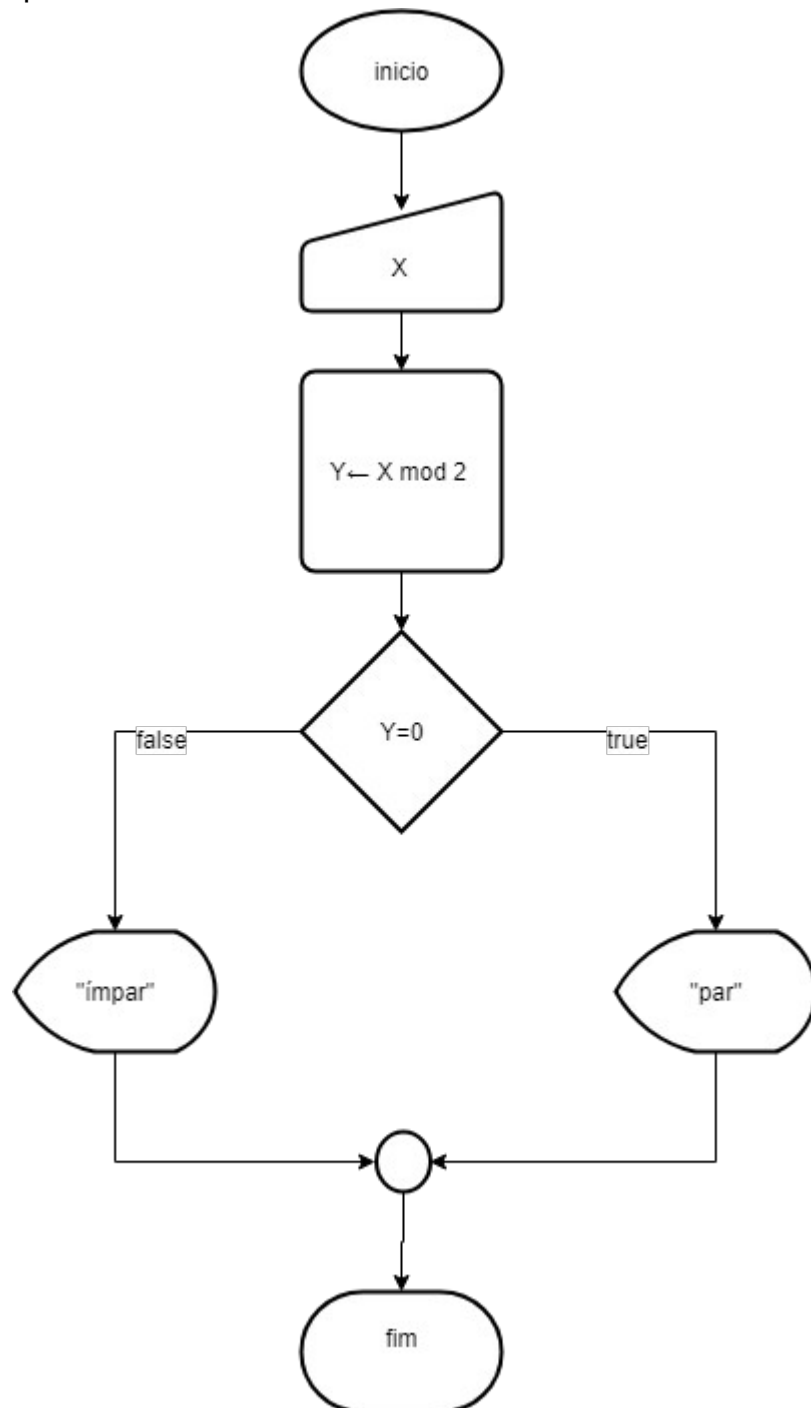 inicio
X
Y← X mod 2
Y=0
false
true
"ímpar"
"par"
fim